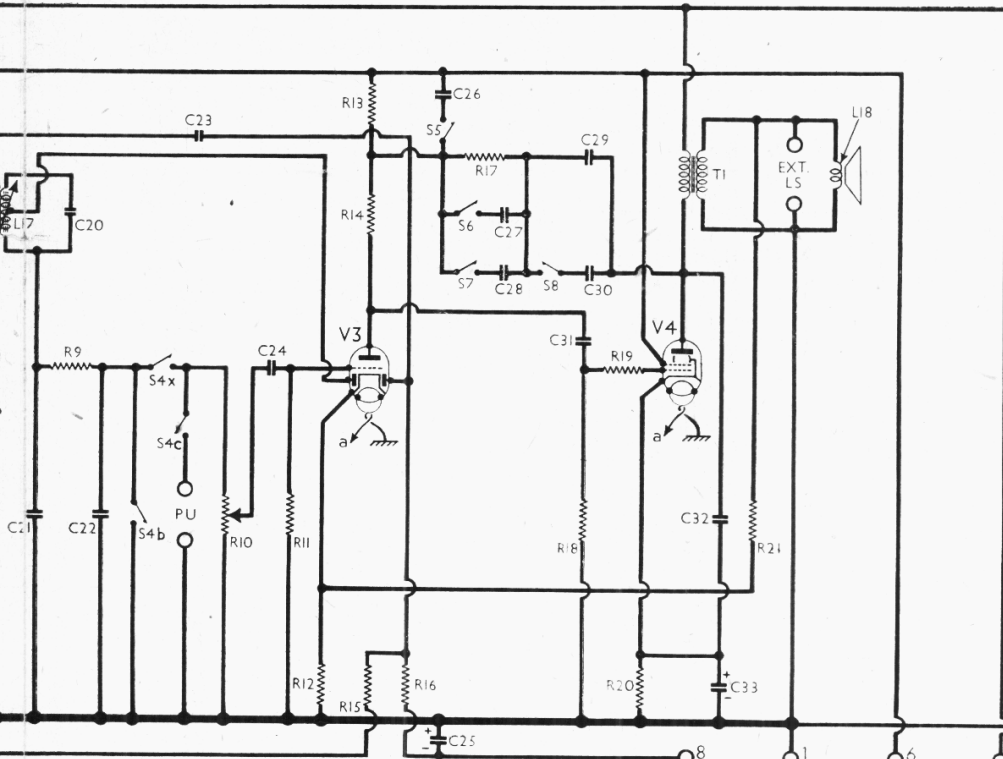 C26
R13
L18
C23
S5
C29
R17
EXT.
LS
T1
R14
L17
C20
S6
C27
S7
C28
S8
C30
V3
V4
C31
R9
C24
R19
S4x
a
a
S4c
PU
C21
C22
S4b
R10
R11
R18
C32
R21
R12
R15
R16
R20
+
C33
-
+
C25
-
8
1
6